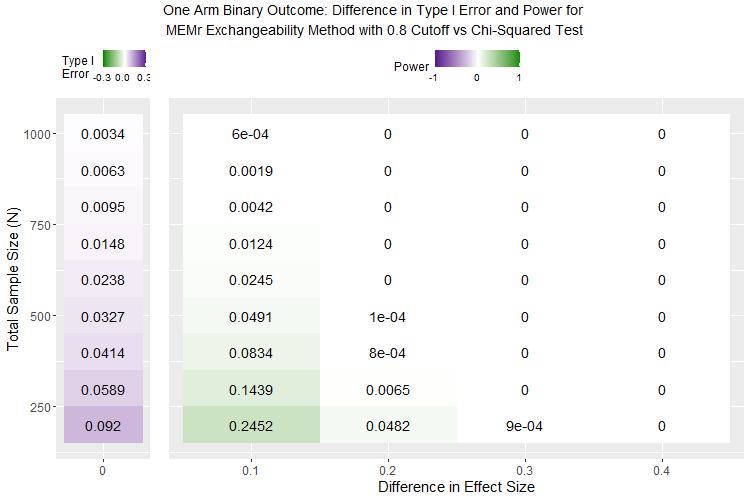 One Arm Binary Outcome: Difference in Type I Error and Power for
MEMr Exchangeability Method with 0.8 Cutoff vs Chi-Squared Test
Type I
Error
-0.3 0.0 0.3
Power
-1 0 1
Total Sample Size (N)
1000 0.0034 6e-04 0 0 0
0.0063 0.0019 0 0 0
0.0095 0.0042 0 0 0
750
0.0148 0.0124 0 0 0
0.0238 0.0245 0 0 0
500 0.0327 0.0491 1e-04 0 0
0.0414 0.0834 8e-04 0 0
0.0589 0.1439 0.0065 0 0
250
0.092 0.2452 0.0482 9e-04 0
0 0.1 0.2 0.3 0.4
Difference in Effect Size